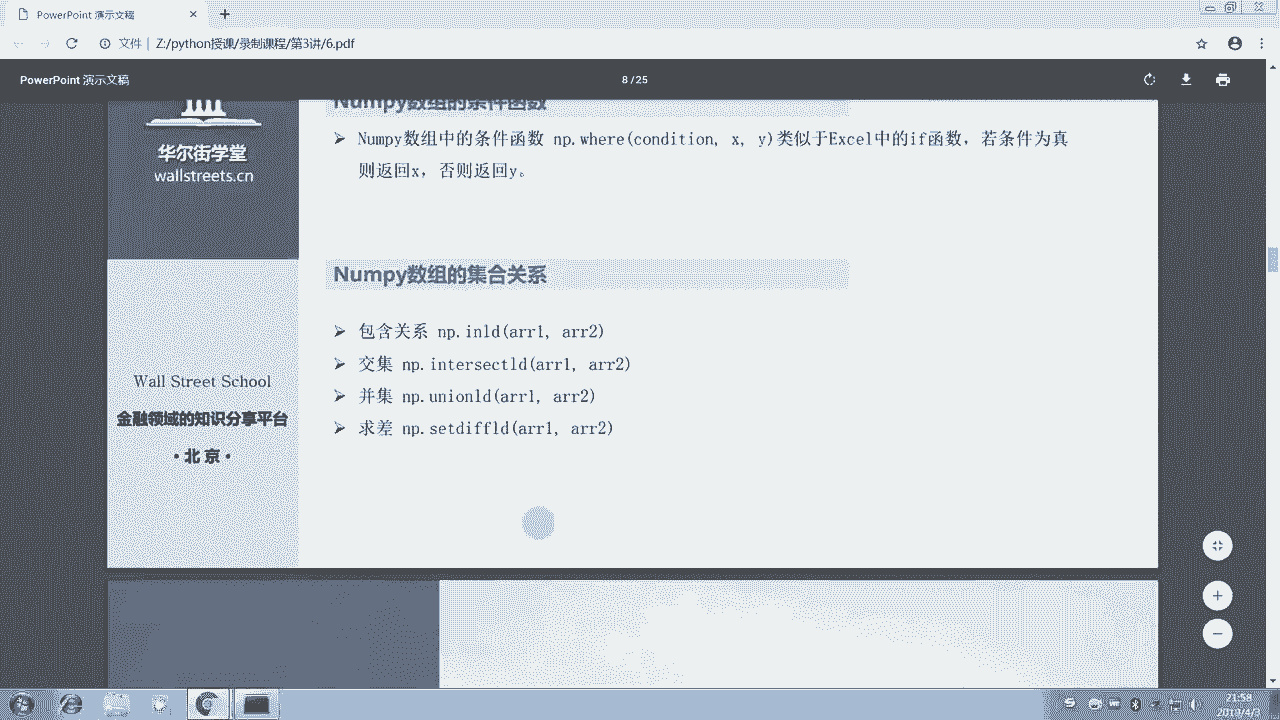 PowerPoint 演示文稿
文件 | Z:/python授课/录制课程/第3讲/6.pdf
PowerPoint 演示文稿
8 / 25
Numpy数组的条件函数
Numpy数组中的条件函数 np.where(condition, x, y)类似于Excel中的if函数，若条件为真
则返回x，否则返回y。
华尔街学堂
wallstreets.cn
Numpy数组的集合关系
包含关系 np.in1d(arr1, arr2)
交集 np.intersect1d(arr1, arr2)
并集 np.union1d(arr1, arr2)
求差 np.setdiff1d(arr1, arr2)
Wall Street School
金融领域的知识分享平台
• 北 京 •
21:58